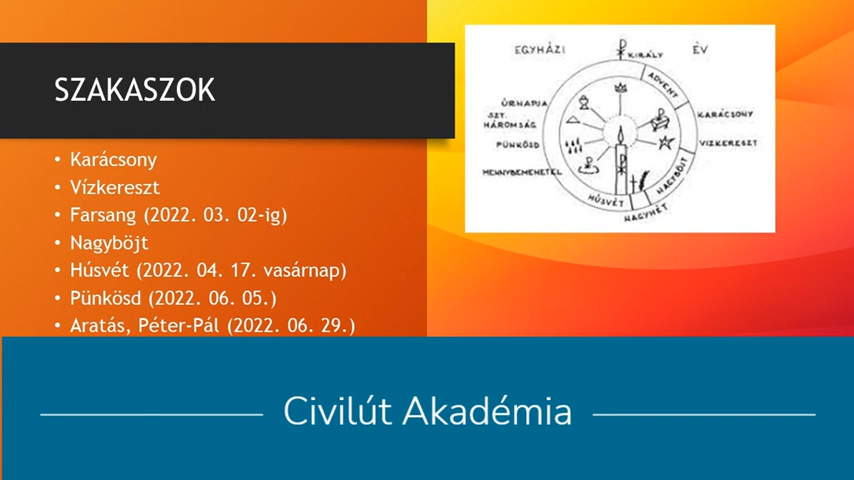 SZAKASZOK
• Karácsony
• Vízkereszt
• Farsang (2022. 03. 02-ig)
• Nagyböjt
• Húsvét (2022. 04. 17. vasárnap)
• Pünkösd (2022. 06. 05.)
• Aratás, Péter-Pál (2022. 06. 29.)
EGYHÁZI ÉV
KIRÁLY
ADVENT
KARÁCSONY
VIZKERESZT
NAGYBÖJT
NAGYHÉT
HÚSVÉT
MENNYBEMENETEL
PÜNKÖSD
SZT.
HÁROMSÁG
ÚRNAPJA
Civilút Akadémia